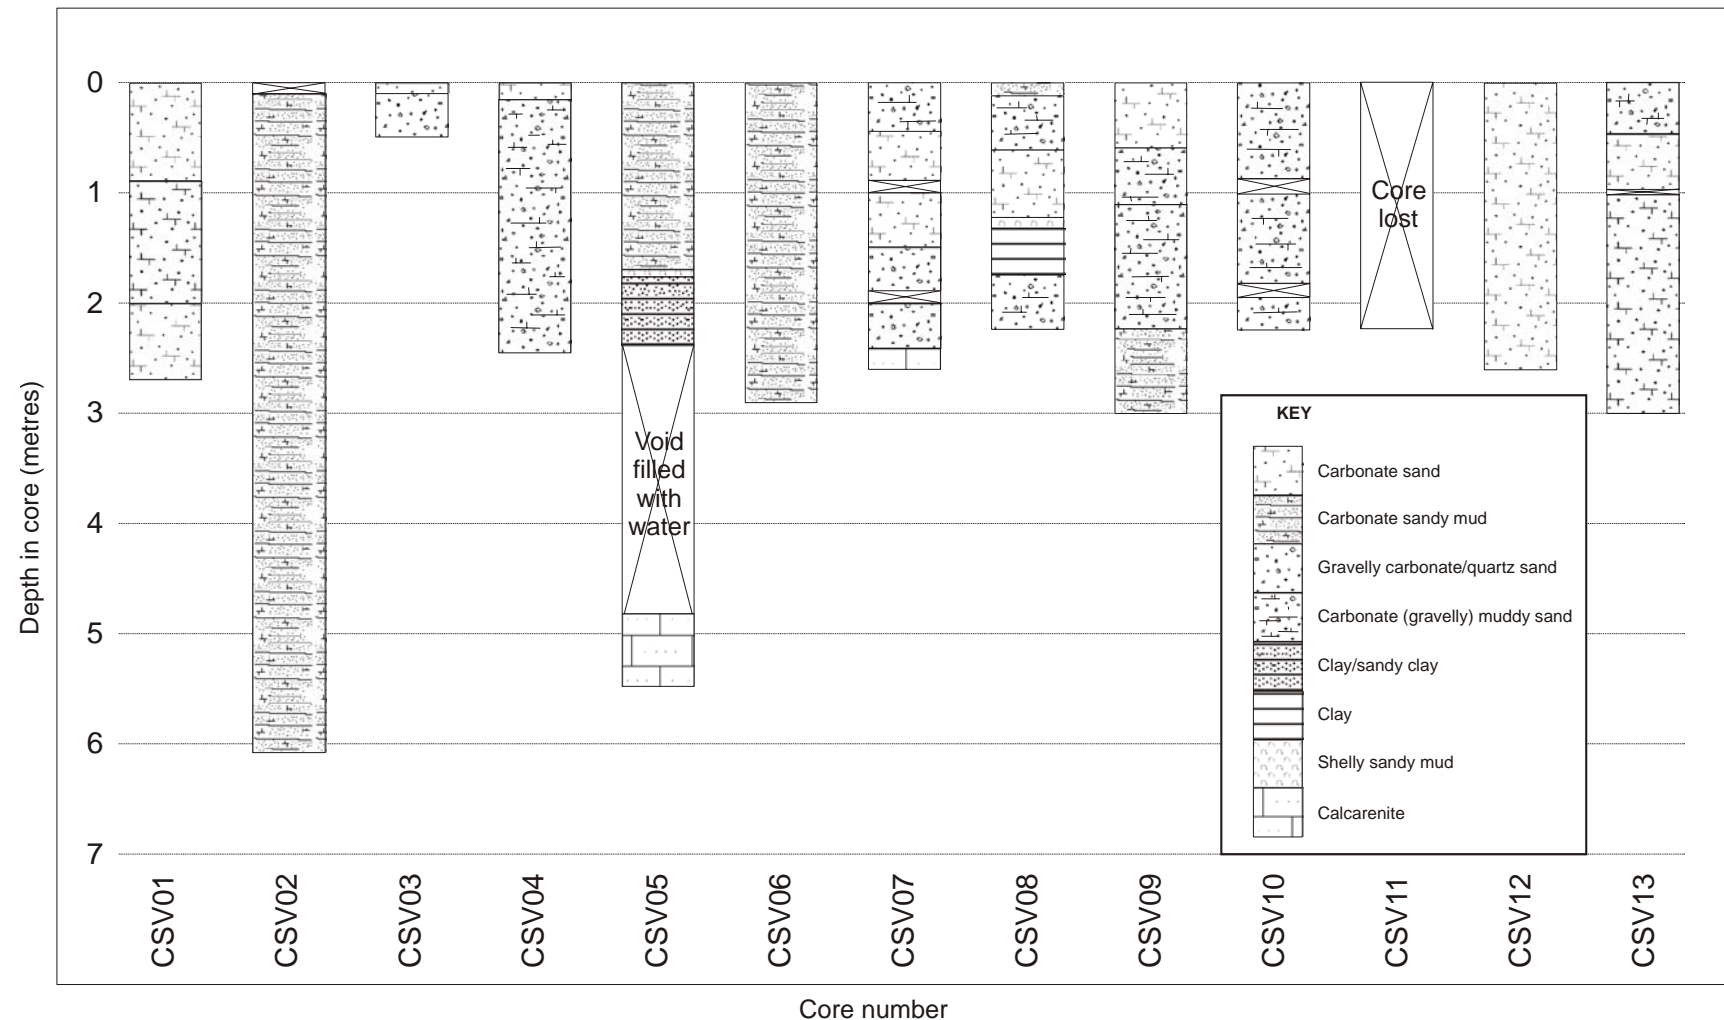 0
1
2
3
4
5
6
7
Depth in core (metres)
Void
filled
with
water
Core
lost
KEY
Carbonate sand
Carbonate sandy mud
Gravelly carbonate/quartz sand
Carbonate (gravelly) muddy sand
Clay/sandy clay
Clay
Shelly sandy mud
Calcarenite
CSV01
CSV02
CSV03
CSV04
CSV05
CSV06
CSV07
CSV08
CSV09
CSV10
CSV11
CSV12
CSV13
Core number